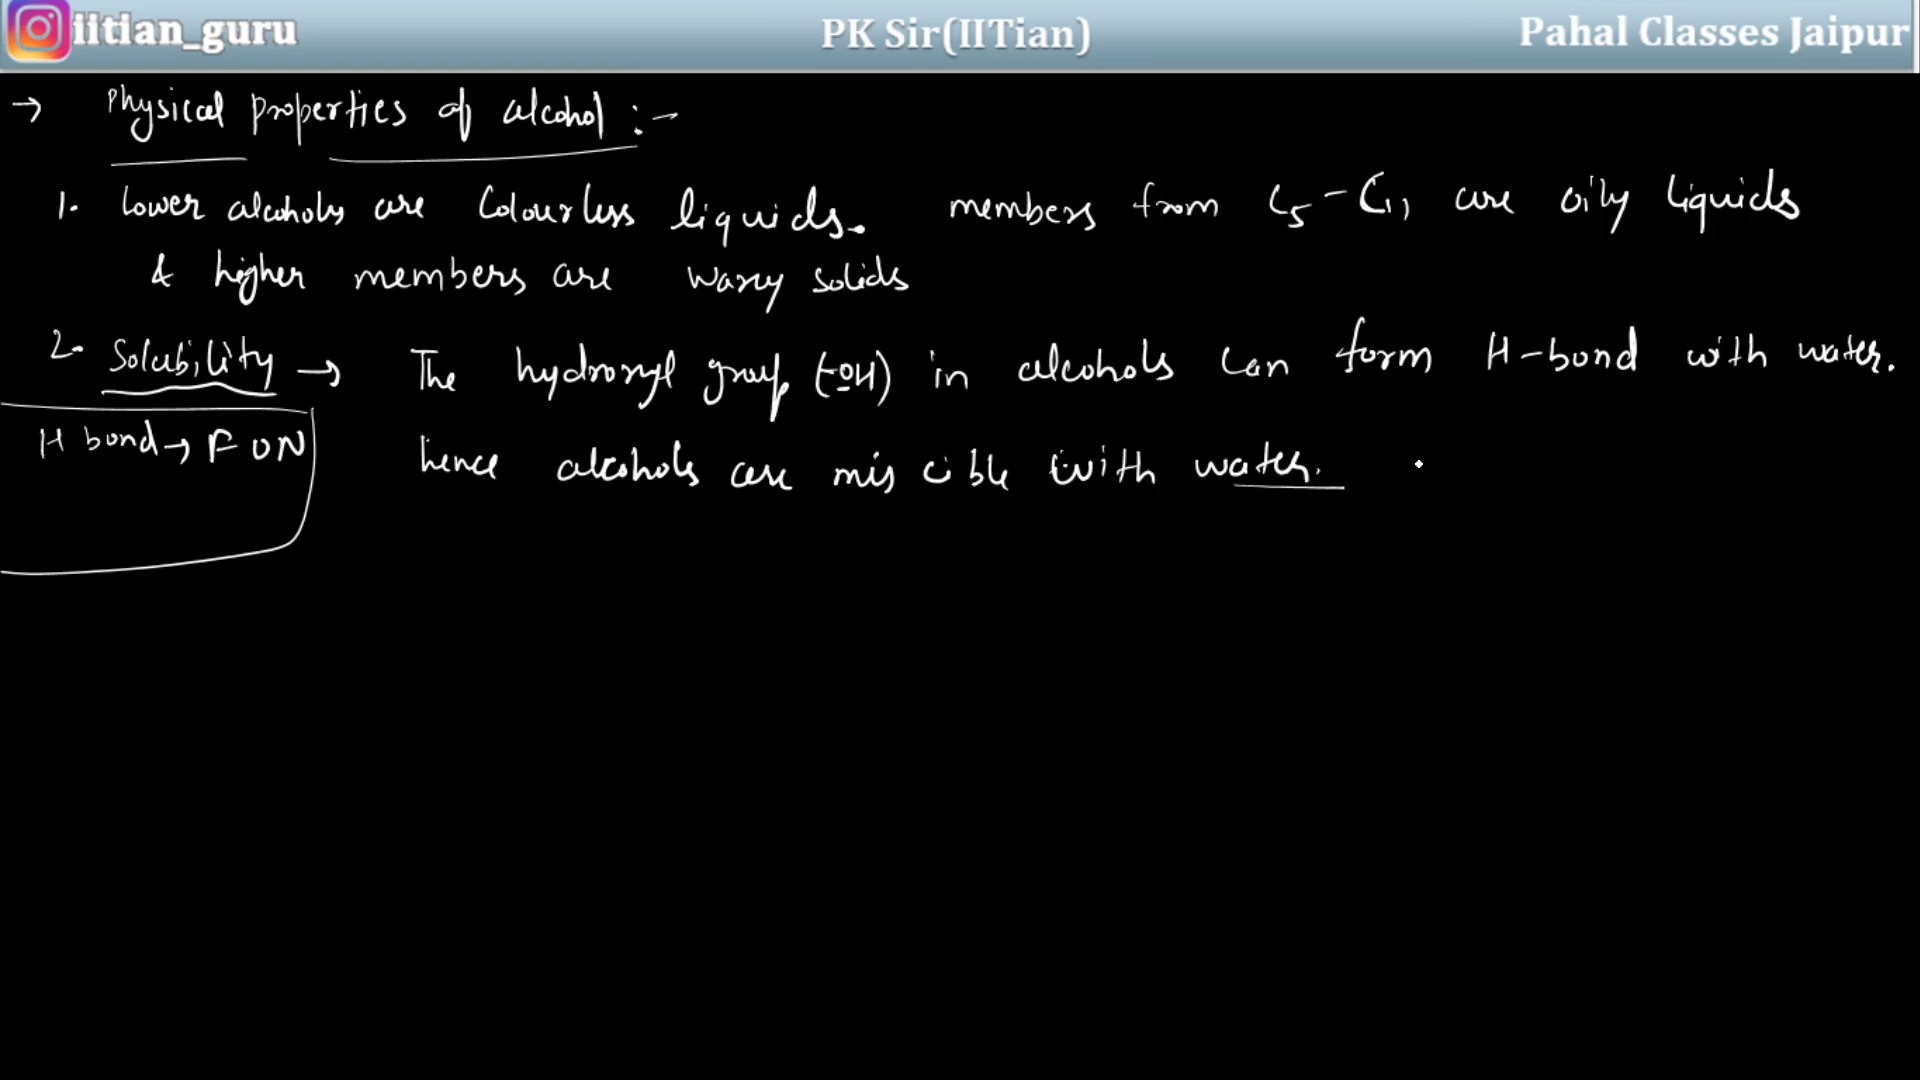 iitian_guru PK Sir(IITian) Pahal Classes Jaipur
→ Physical properties of alcohol :-
1. Lower alcohols are Colourless liquids. members from C5-C11 are oily liquids
& higher members are waxy solids
2. Solubility → The hydroxyl group (-OH) in alcohols can form H-bond with water.
H bond → F O N
hence alcohols are miscible with water.